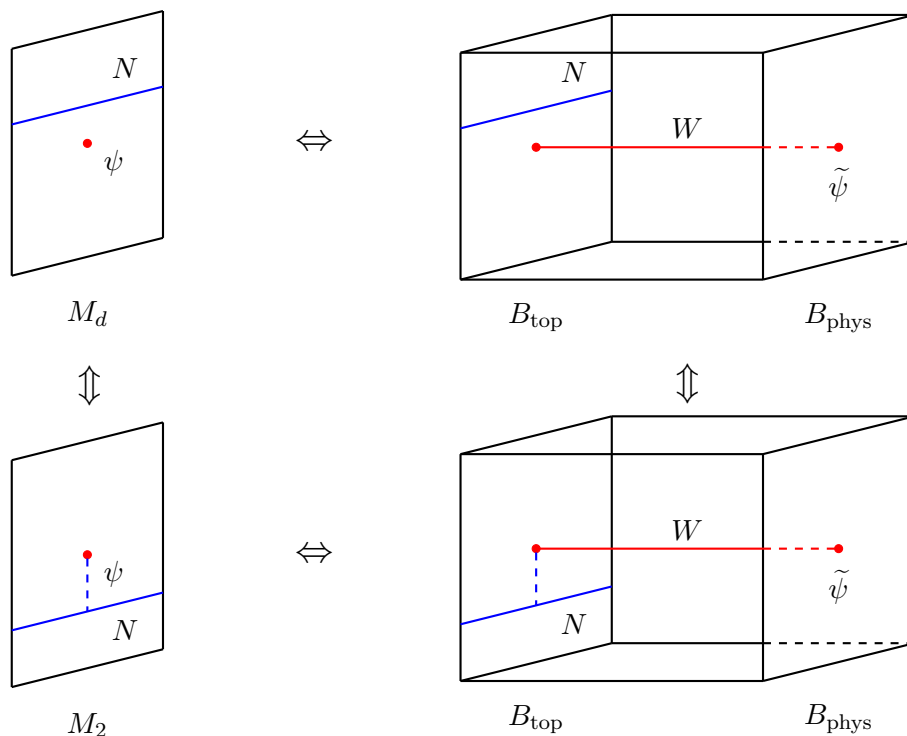 N
N
ψ
⇔
W
ψ̃
M_d
B_top
B_phys
⇕
⇕
ψ
⇔
W
ψ̃
N
N
M_2
B_top
B_phys